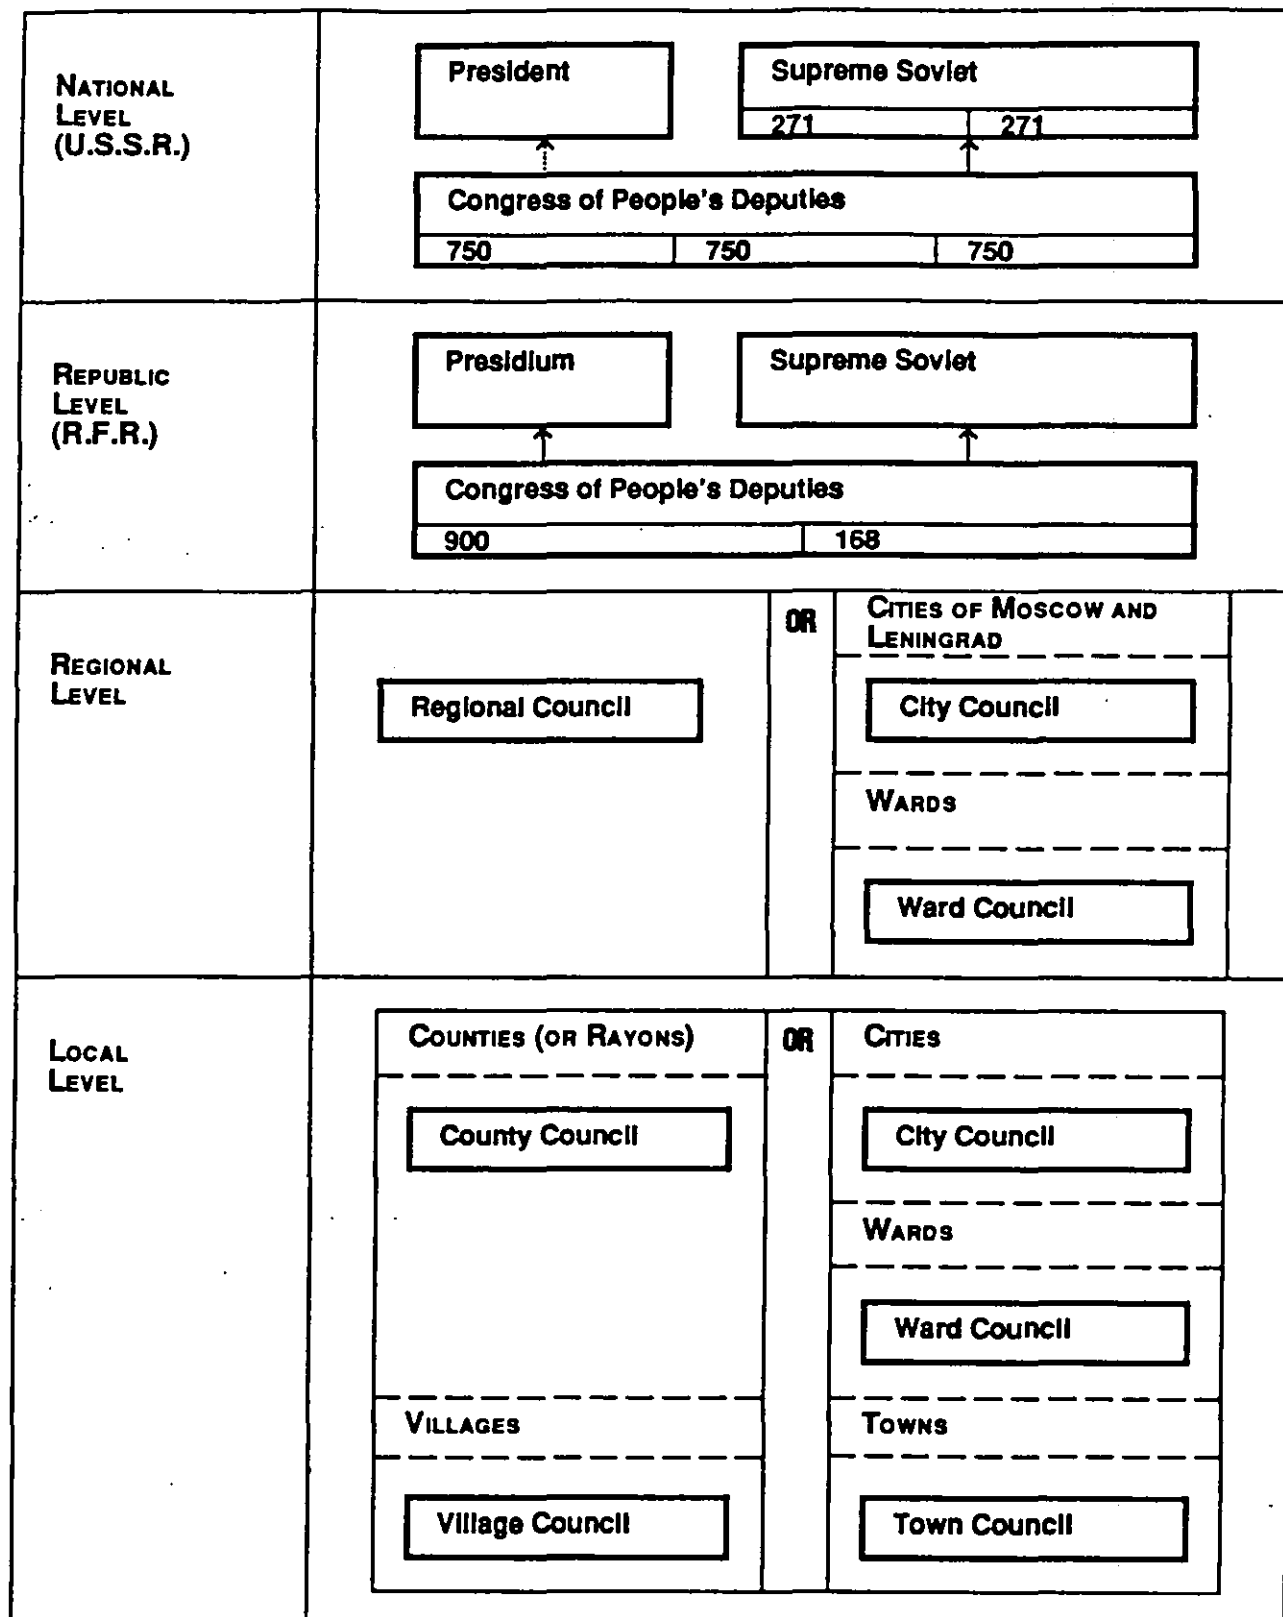 NATIONAL
LEVEL
(U.S.S.R.)
President
Supreme Soviet
271 271
Congress of People's Deputies
750 750 750
REPUBLIC
LEVEL
(R.F.R.)
Presidium
Supreme Soviet
Congress of People's Deputies
900 168
REGIONAL
LEVEL
Regional Council
OR
CITIES OF MOSCOW AND
LENINGRAD
City Council
WARDS
Ward Council
LOCAL
LEVEL
COUNTIES (OR RAYONS)
County Council
VILLAGES
Village Council
OR
CITIES
City Council
WARDS
Ward Council
TOWNS
Town Council